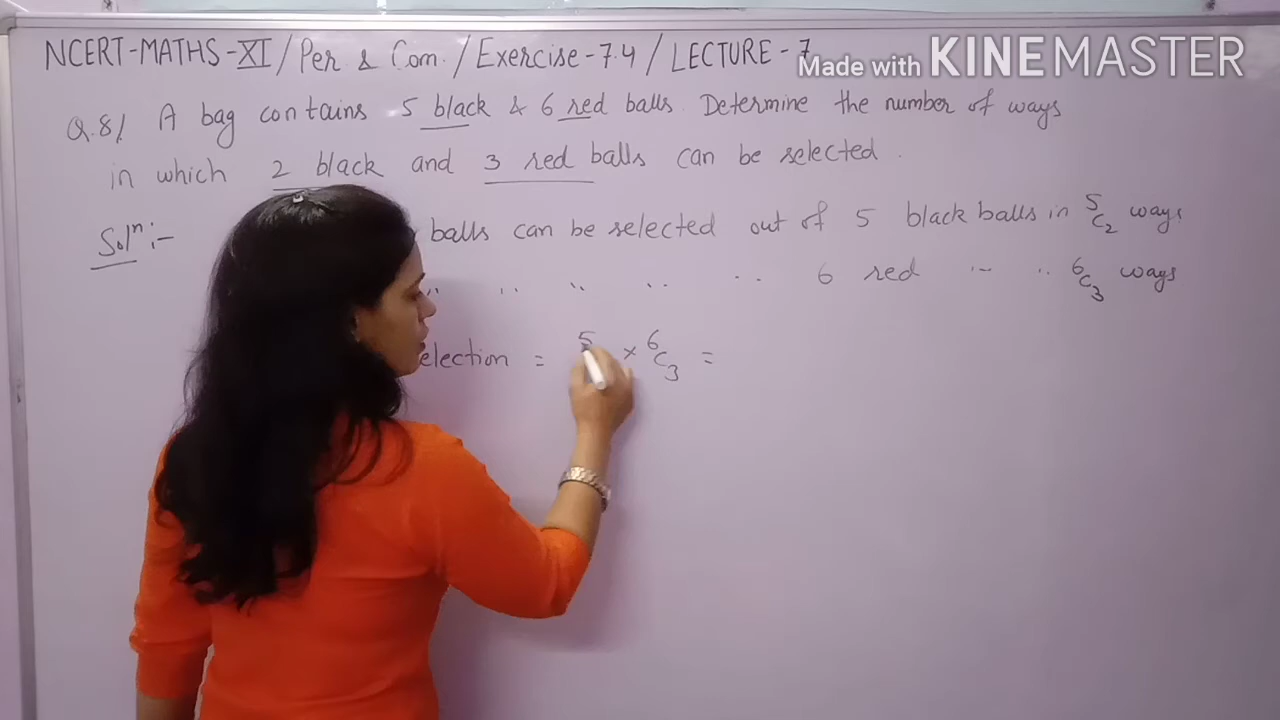 NCERT-MATHS-XI / Per & Com. / Exercise-7.4 / LECTURE-7
Made with KINEMASTER
Q.8/ A bag contains 5 black & 6 red balls. Determine the number of ways
in which 2 black and 3 red balls can be selected.
Solⁿ:- balls can be selected out of 5 black balls in ⁵C₂ ways
6 red ⁶C₃ ways
election = 5 × ⁶C₃ =